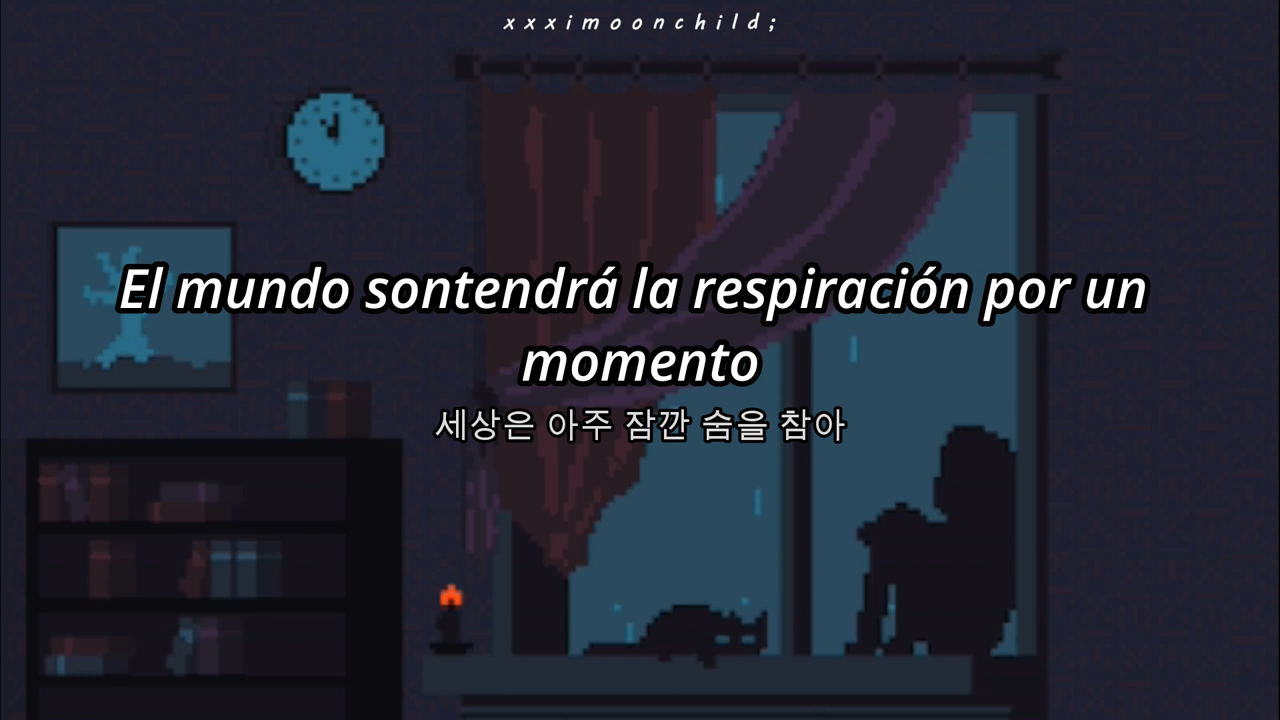 xxximoonchild;
El mundo sontendrá la respiración por un
momento
세상은 아주 잠깐 숨을 참아